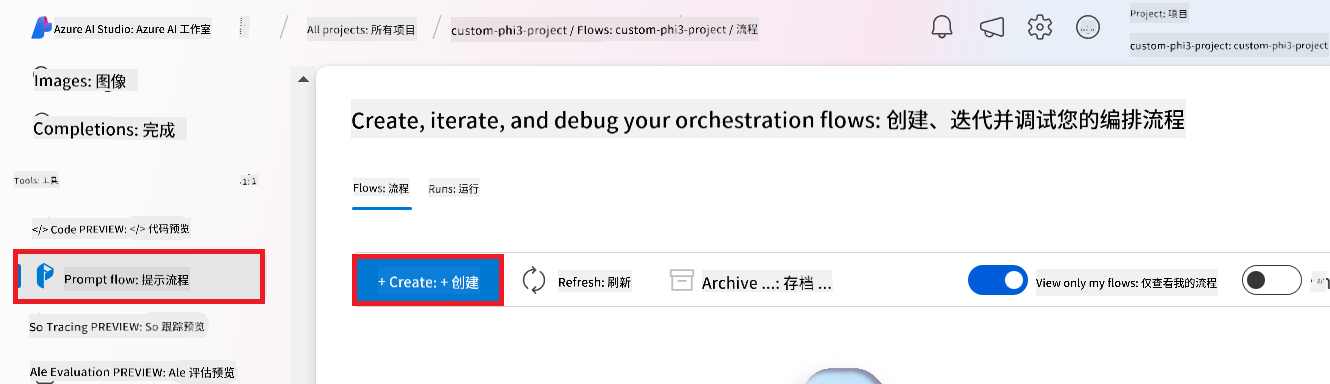 Azure AI Studio: Azure AI 工作室
/
All projects: 所有项目
/
custom-phi3-project / Flows: custom-phi3-project / 流程
Project: 项目
custom-phi3-project: custom-phi3-project
Images: 图像
Completions: 完成
Tools: 工具
</> Code PREVIEW: </> 代码预览
Prompt flow: 提示流程
So Tracing PREVIEW: So 跟踪预览
Ale Evaluation PREVIEW: Ale 评估预览
Create, iterate, and debug your orchestration flows: 创建、迭代并调试您的编排流程
Flows: 流程
Runs: 运行
+ Create: + 创建
Refresh: 刷新
Archive ...: 存档 ...
View only my flows: 仅查看我的流程